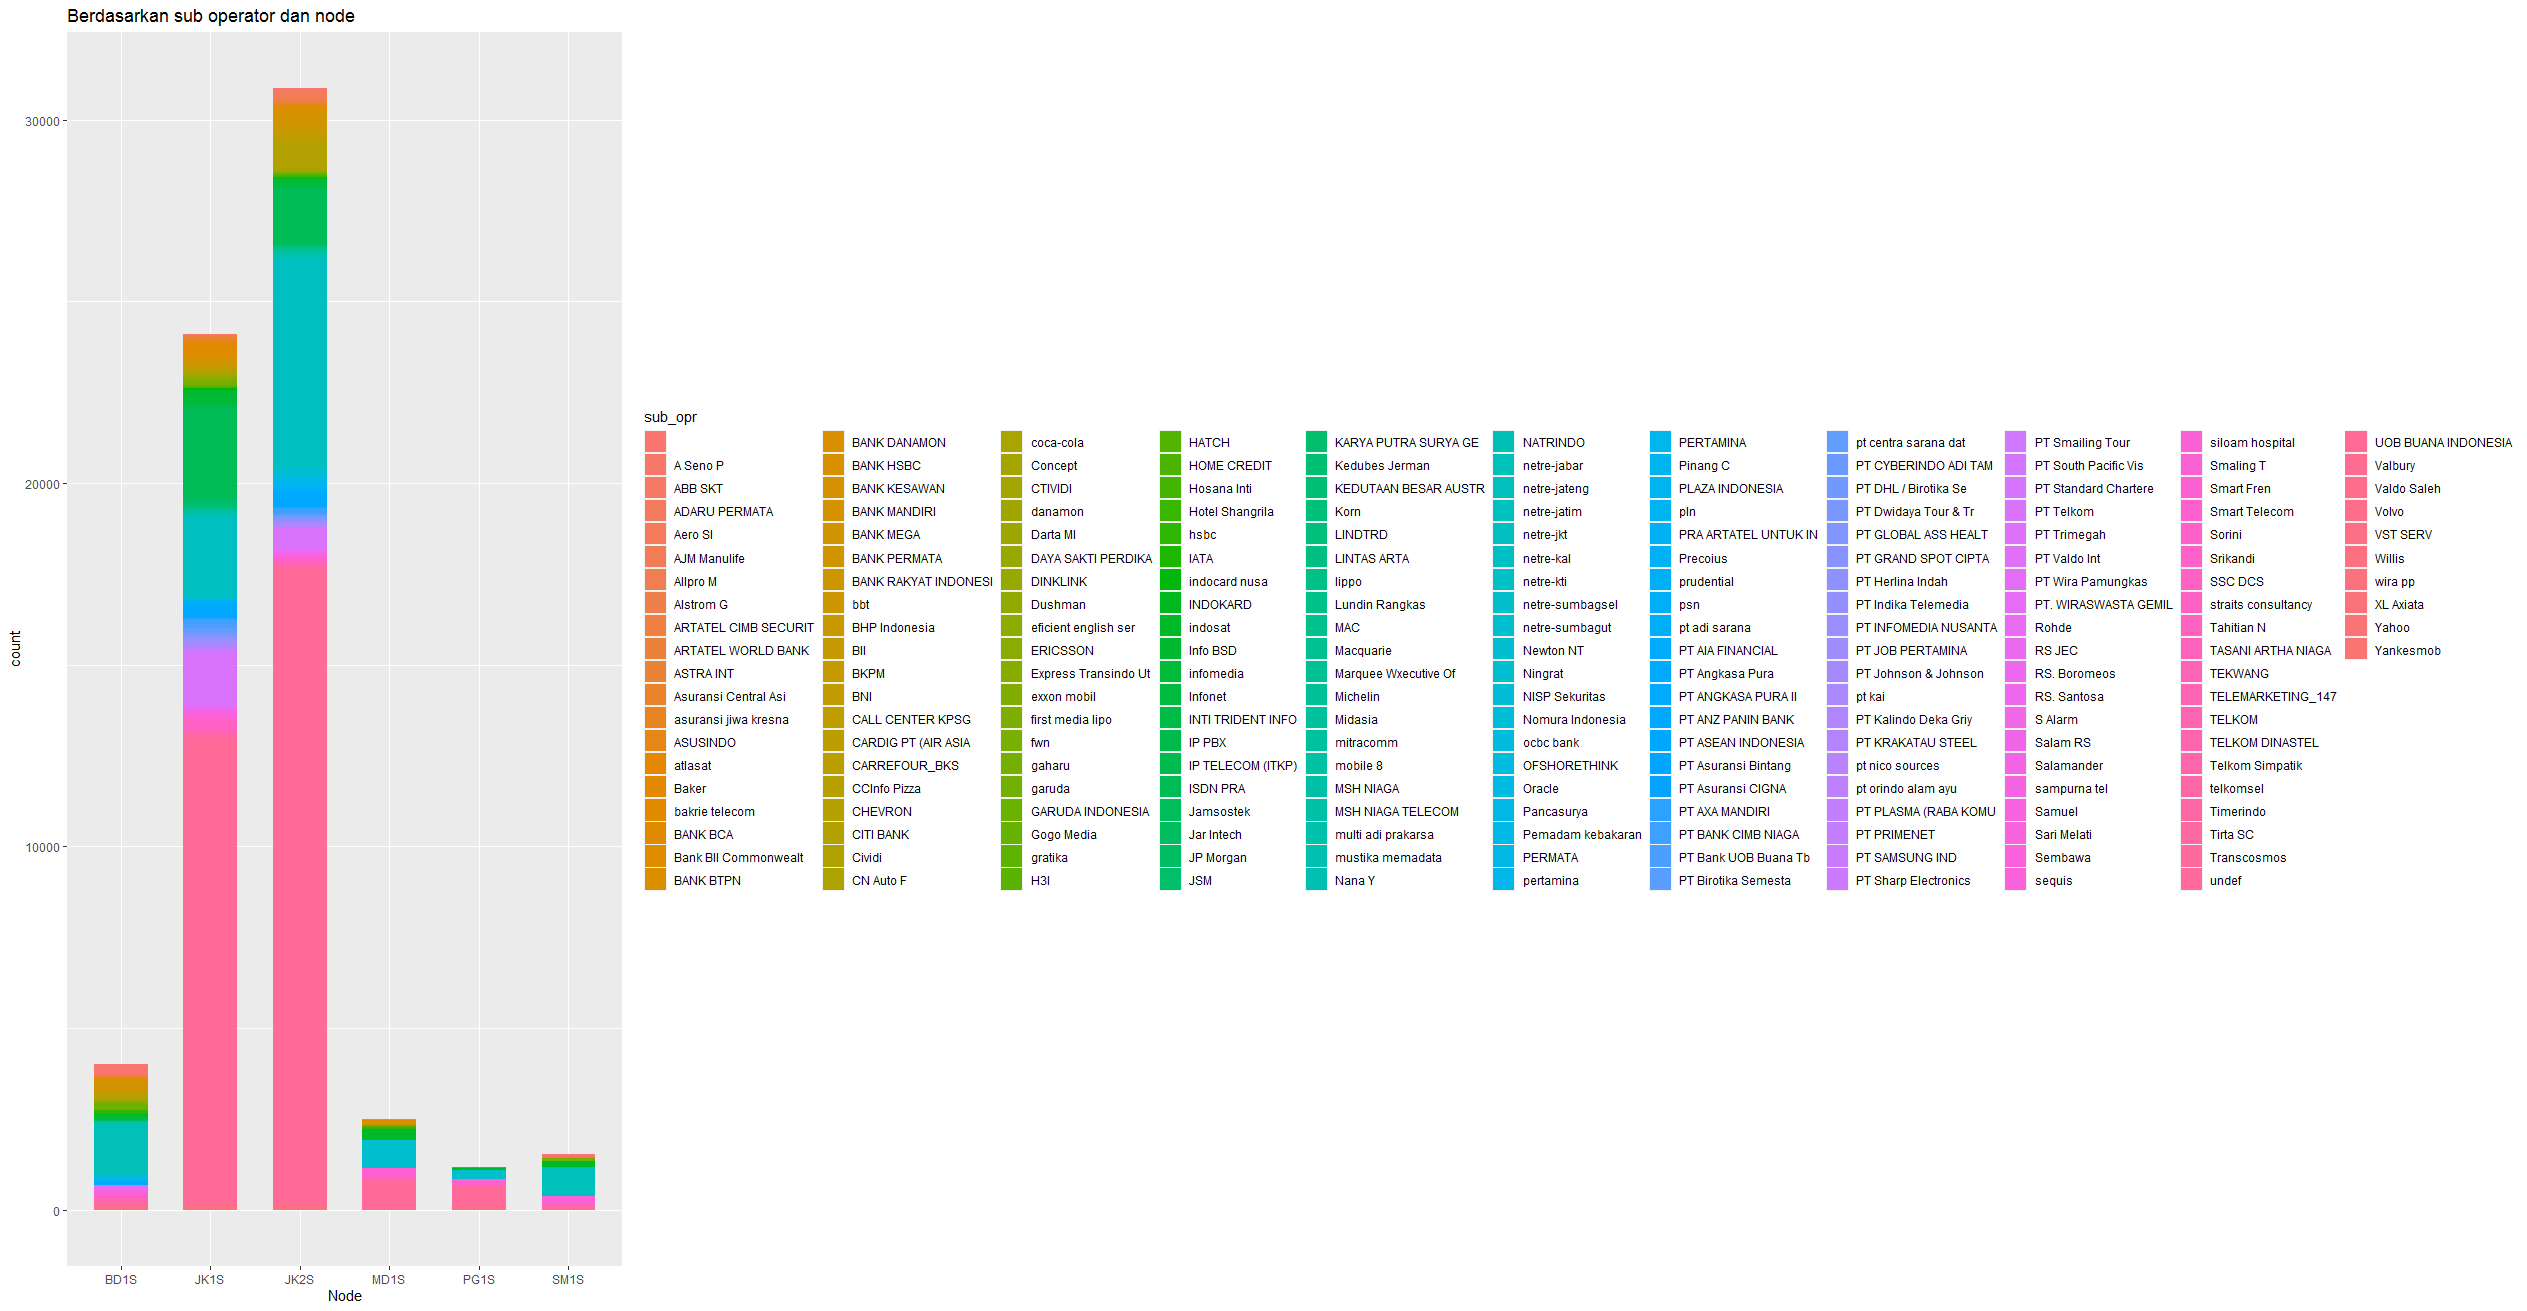 Berdasarkan sub operator dan node
30000
20000
10000
0
count
BD1S
JK1S
JK2S
MD1S
PG1S
SM1S
Node
sub_opr
A Seno P
ABB SKT
ADARU PERMATA
Aero SI
AJM Manulife
Allpro M
Alstrom G
ARTATEL CIMB SECURIT
ARTATEL WORLD BANK
ASTRA INT
Asuransi Central Asi
asuransi jiwa kresna
ASUSINDO
atlasat
Baker
bakrie telecom
BANK BCA
Bank BII Commonwealt
BANK BTPN
BANK DANAMON
BANK HSBC
BANK KESAWAN
BANK MANDIRI
BANK MEGA
BANK PERMATA
BANK RAKYAT INDONESI
bbt
BHP Indonesia
BII
BKPM
BNI
CALL CENTER KPSG
CARDIG PT (AIR ASIA
CARREFOUR_BKS
CCInfo Pizza
CHEVRON
CITI BANK
Cividi
CN Auto F
coca-cola
Concept
CTIVIDI
danamon
Darta MI
DAYA SAKTI PERDIKA
DINKLINK
Dushman
eficient english ser
ERICSSON
Express Transindo Ut
exxon mobil
first media lipo
fwn
gaharu
garuda
GARUDA INDONESIA
Gogo Media
gratika
H3I
HATCH
HOME CREDIT
Hosana Inti
Hotel Shangrila
hsbc
IATA
indocard nusa
INDOKARD
indosat
Info BSD
infomedia
Infonet
INTI TRIDENT INFO
IP PBX
IP TELECOM (ITKP)
ISDN PRA
Jamsostek
Jar Intech
JP Morgan
JSM
KARYA PUTRA SURYA GE
Kedubes Jerman
KEDUTAAN BESAR AUSTR
Korn
LINDTRD
LINTAS ARTA
lippo
Lundin Rangkas
MAC
Macquarie
Marquee Wxecutive Of
Michelin
Midasia
mitracomm
mobile 8
MSH NIAGA
MSH NIAGA TELECOM
multi adi prakarsa
mustika memadata
Nana Y
NATRINDO
netre-jabar
netre-jateng
netre-jatim
netre-jkt
netre-kal
netre-kti
netre-sumbagsel
netre-sumbagut
Newton NT
Ningrat
NISP Sekuritas
Nomura Indonesia
ocbc bank
OFSHORETHINK
Oracle
Pancasurya
Pemadam kebakaran
PERMATA
pertamina
PERTAMINA
Pinang C
PLAZA INDONESIA
pln
PRA ARTATEL UNTUK IN
Precoius
prudential
psn
pt adi sarana
PT AIA FINANCIAL
PT Angkasa Pura
PT ANGKASA PURA II
PT ANZ PANIN BANK
PT ASEAN INDONESIA
PT Asuransi Bintang
PT Asuransi CIGNA
PT AXA MANDIRI
PT BANK CIMB NIAGA
PT Bank UOB Buana Tb
PT Birotika Semesta
pt centra sarana dat
PT CYBERINDO ADI TAM
PT DHL / Birotika Se
PT Dwidaya Tour & Tr
PT GLOBAL ASS HEALT
PT GRAND SPOT CIPTA
PT Herlina Indah
PT Indika Telemedia
PT INFOMEDIA NUSANTA
PT JOB PERTAMINA
PT Johnson & Johnson
pt kai
PT Kalindo Deka Griy
PT KRAKATAU STEEL
pt nico sources
pt orindo alam ayu
PT PLASMA (RABA KOMU
PT PRIMENET
PT SAMSUNG IND
PT Sharp Electronics
PT Smailing Tour
PT South Pacific Vis
PT Standard Chartere
PT Telkom
PT Trimegah
PT Valdo Int
PT Wira Pamungkas
PT. WIRASWASTA GEMIL
Rohde
RS JEC
RS. Boromeos
RS. Santosa
S Alarm
Salam RS
Salamander
sampurna tel
Samuel
Sari Melati
Sembawa
sequis
siloam hospital
Smaling T
Smart Fren
Smart Telecom
Sorini
Srikandi
SSC DCS
straits consultancy
Tahitian N
TASANI ARTHA NIAGA
TEKWANG
TELEMARKETING_147
TELKOM
TELKOM DINASTEL
Telkom Simpatik
telkomsel
Timerindo
Tirta SC
Transcosmos
undef
UOB BUANA INDONESIA
Valbury
Valdo Saleh
Volvo
VST SERV
Willis
wira pp
XL Axiata
Yahoo
Yankesmob